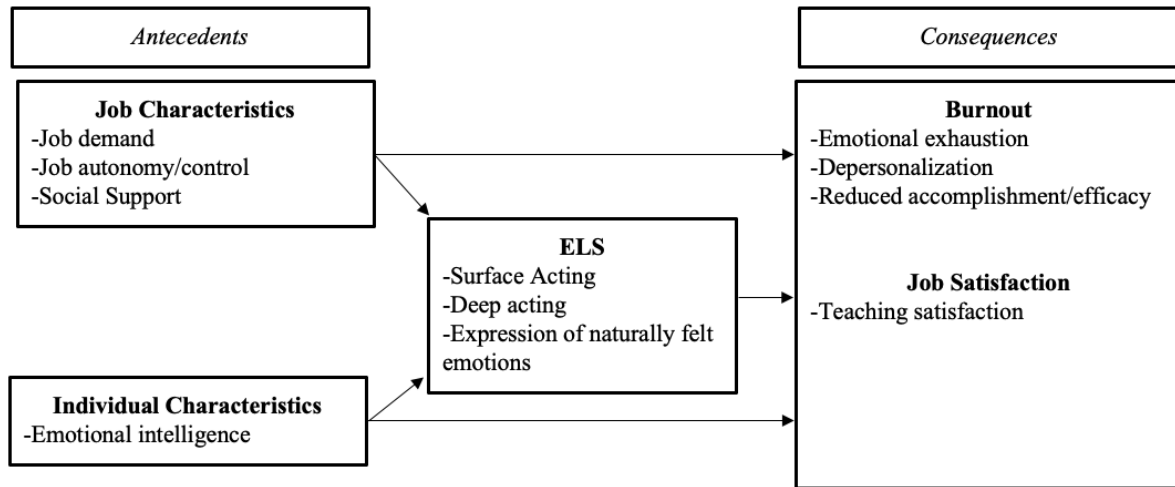 Antecedents
Consequences
Job Characteristics
-Job demand
-Job autonomy/control
-Social Support
Individual Characteristics
-Emotional intelligence
ELS
-Surface Acting
-Deep acting
-Expression of naturally felt
emotions
Burnout
-Emotional exhaustion
-Depersonalization
-Reduced accomplishment/efficacy
Job Satisfaction
-Teaching satisfaction